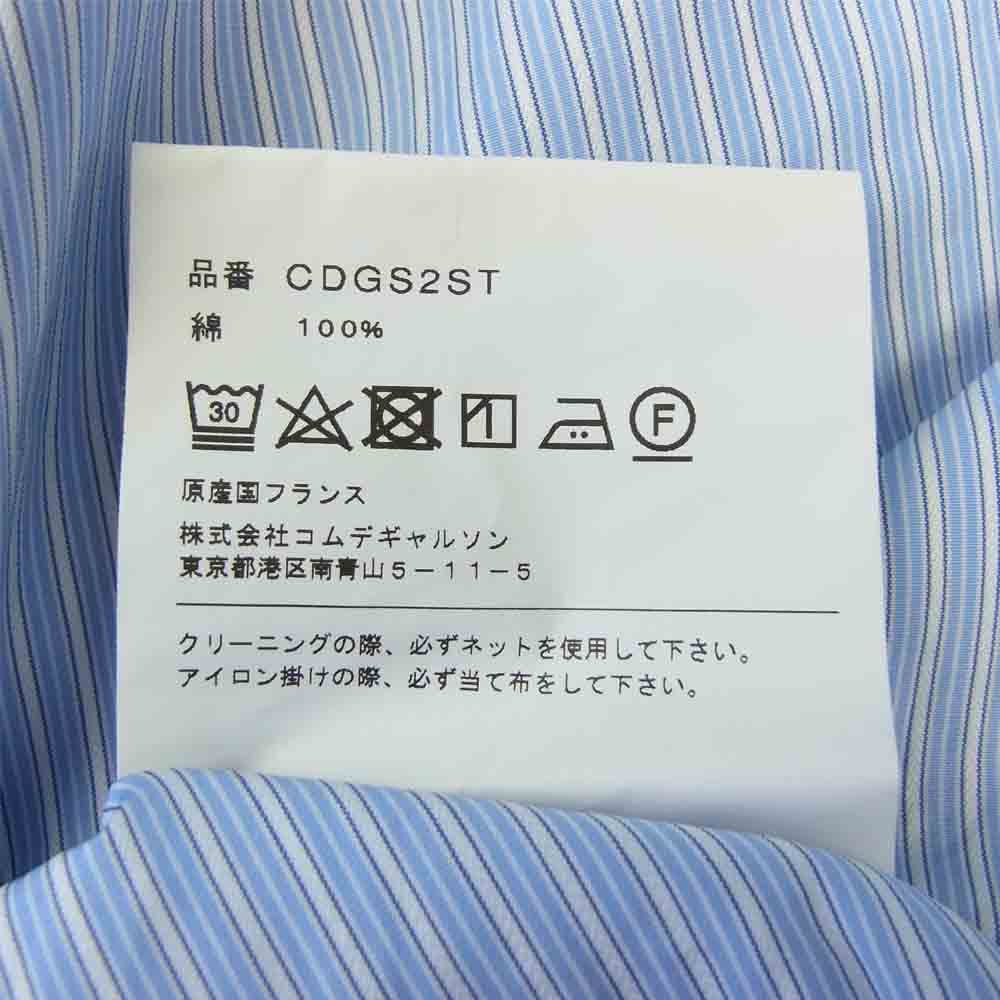 品番 CDGS2ST
綿 100%
30 F
原産国フランス
株式会社コムデギャルソン
東京都港区南青山5-11-5
クリーニングの際、必ずネットを使用して下さい。
アイロン掛けの際、必ず当て布をして下さい。